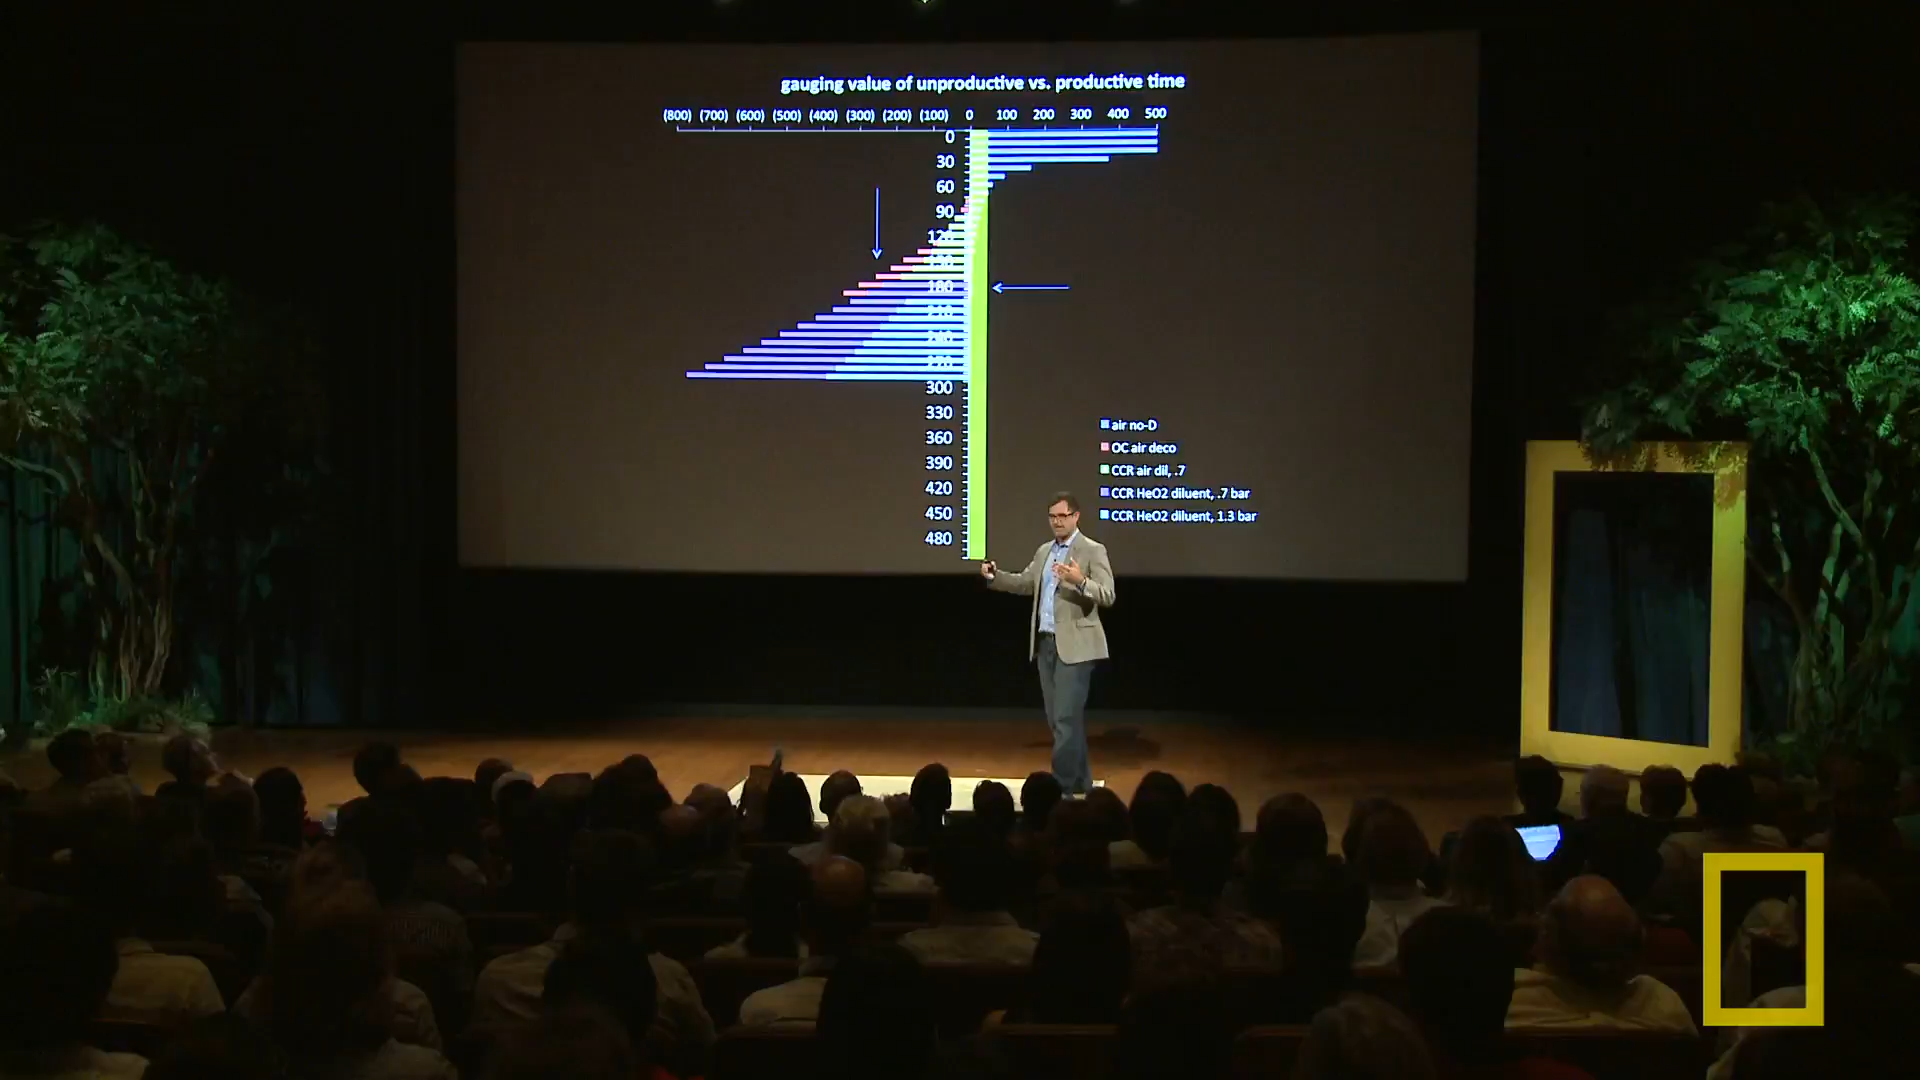 gauging value of unproductive vs. productive time
(800) (700) (600) (500) (400) (300) (200) (100) 0 100 200 300 400 500
0
30
60
90
120
180
210
270
300
330
360
390
420
450
480
air no-D
OC air deco
CCR air dil, .7
CCR HeO2 diluent, .7 bar
CCR HeO2 diluent, 1.3 bar